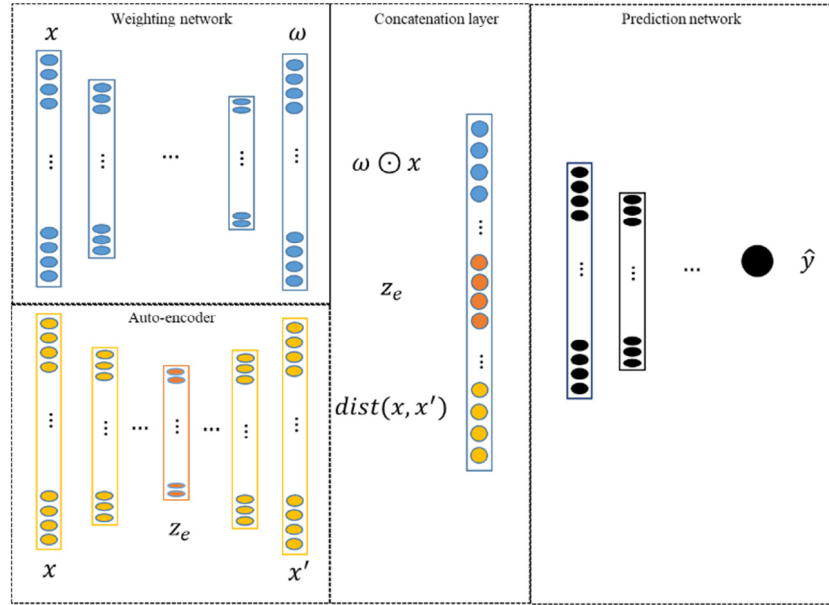 Weighting network
x
ω
...
...
...
...
...
Auto-encoder
...
...
...
...
...
...
...
z_e
x
x'
Concatenation layer
ω ⊙ x
...
z_e
...
dist(x, x')
Prediction network
...
...
...
ŷ